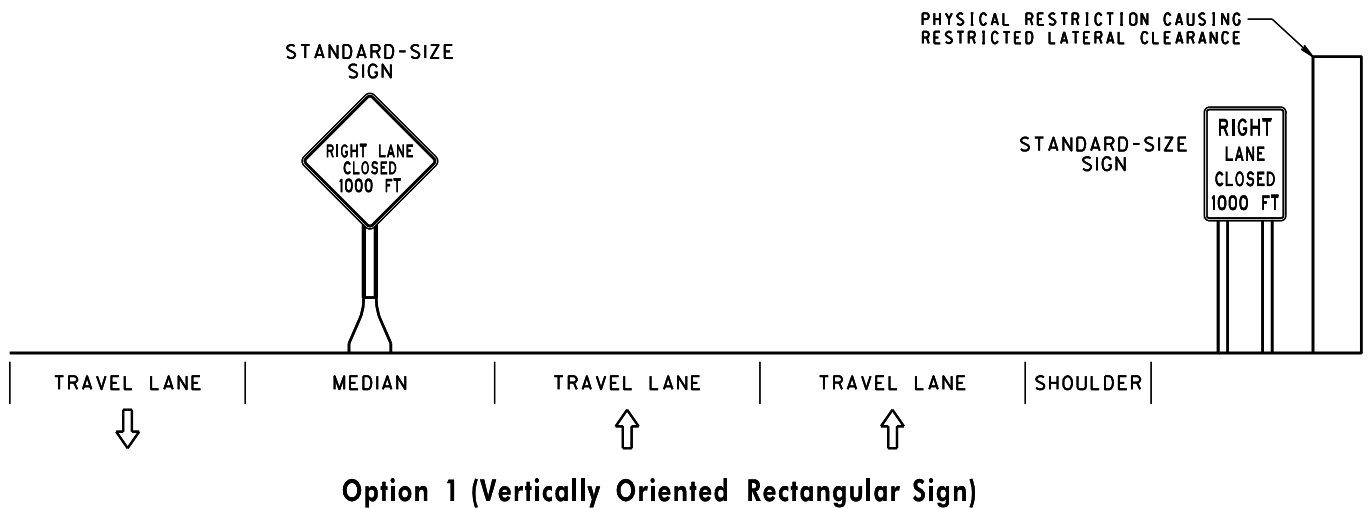 PHYSICAL RESTRICTION CAUSING
RESTRICTED LATERAL CLEARANCE
STANDARD-SIZE
SIGN
RIGHT LANE
CLOSED
1000 FT
STANDARD-SIZE
SIGN
RIGHT
LANE
CLOSED
1000 FT
TRAVEL LANE
MEDIAN
TRAVEL LANE
TRAVEL LANE
SHOULDER
Option 1 (Vertically Oriented Rectangular Sign)